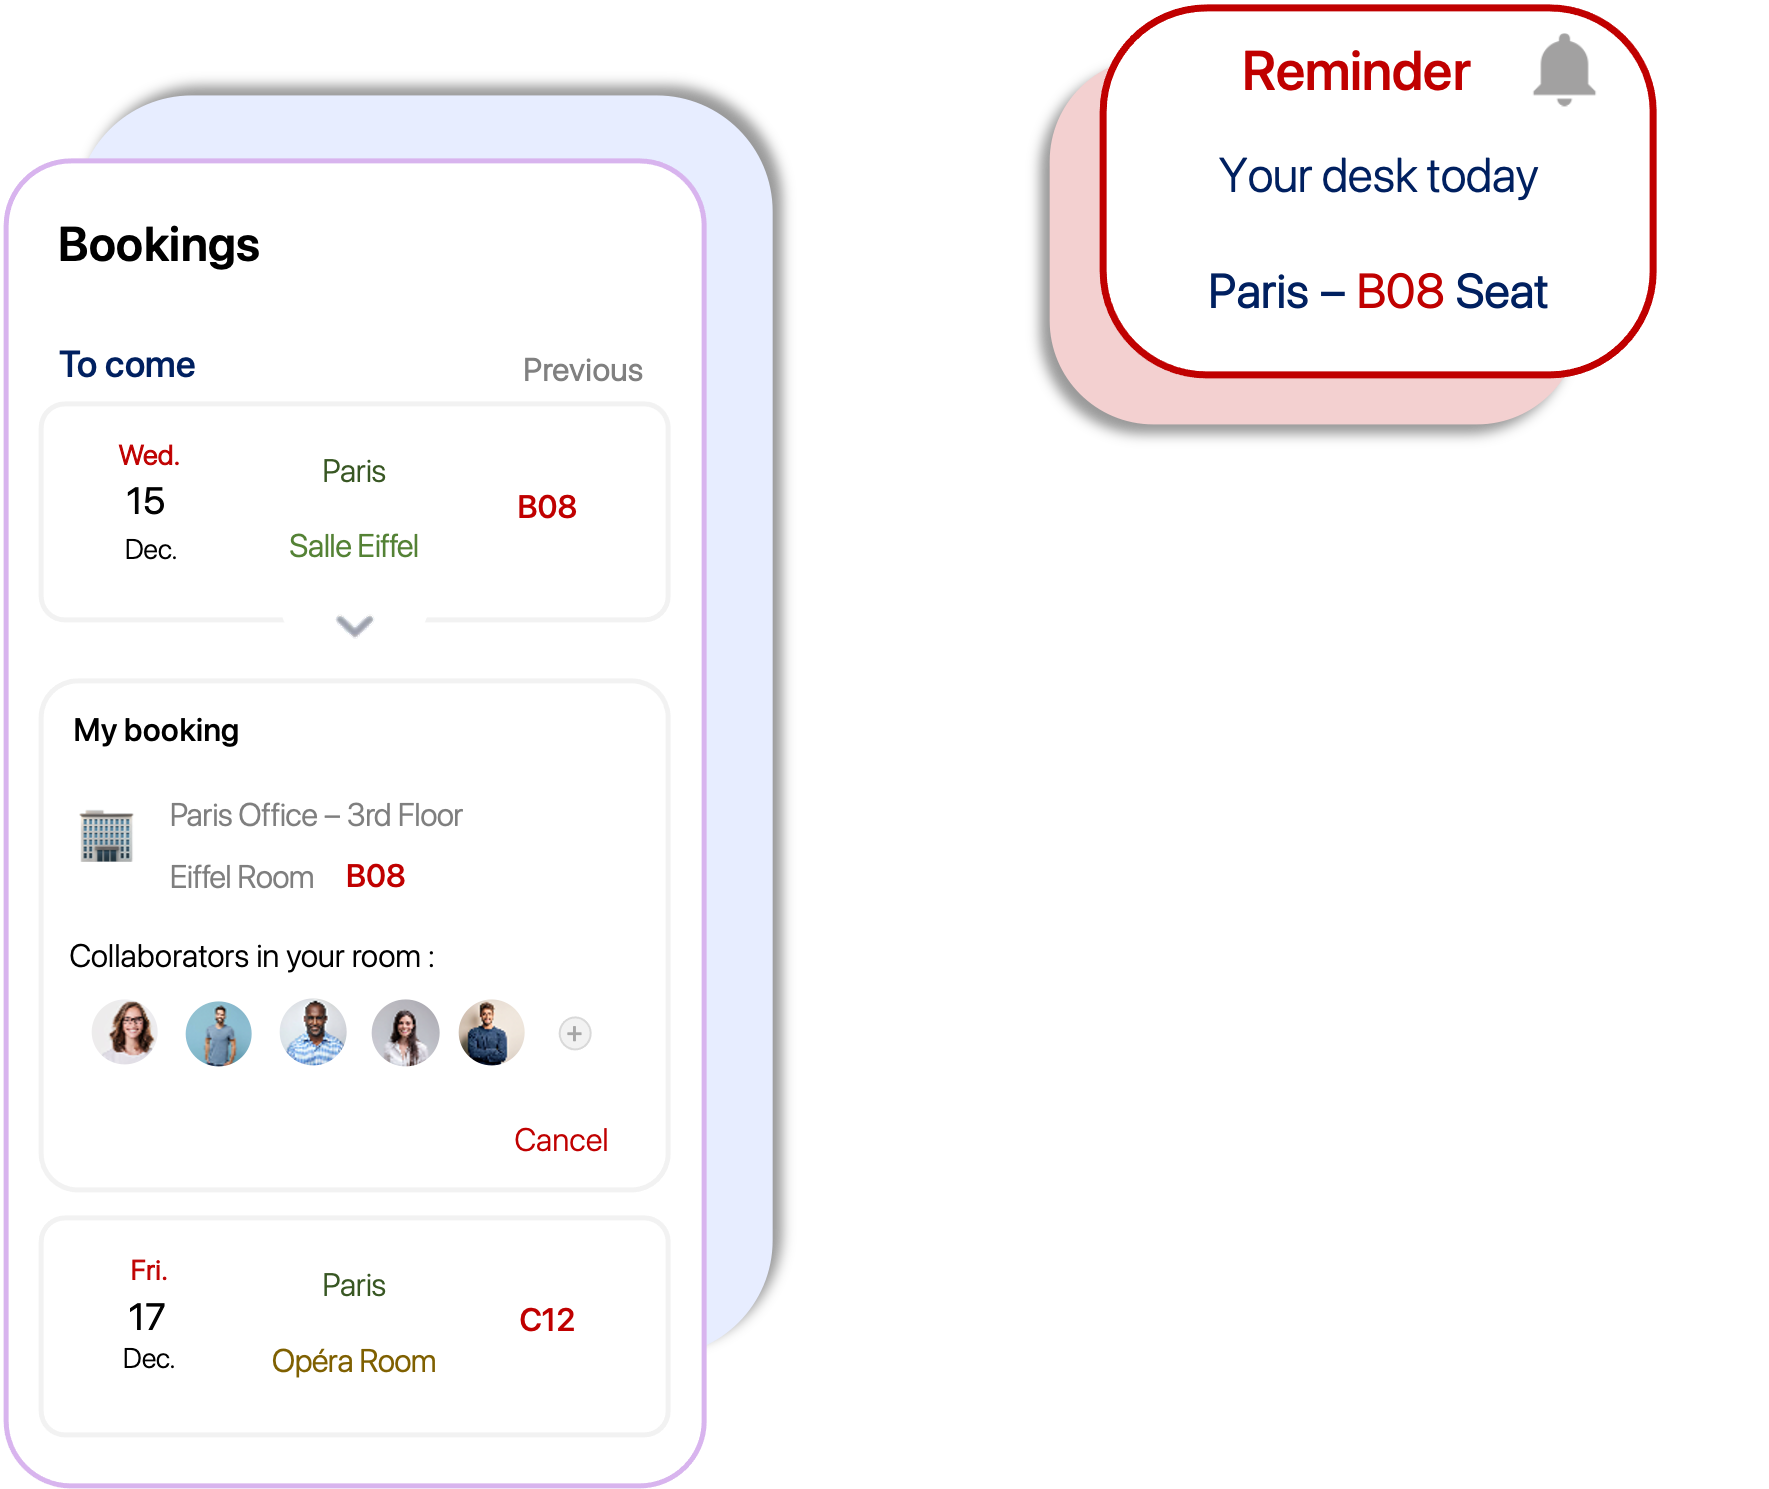 Bookings
To come
Previous
Wed.
15
Dec.
Paris
Salle Eiffel
B08
My booking
Paris Office – 3rd Floor
Eiffel Room B08
Collaborators in your room :
Cancel
Fri.
17
Dec.
Paris
Opéra Room
C12
Reminder
Your desk today
Paris – B08 Seat